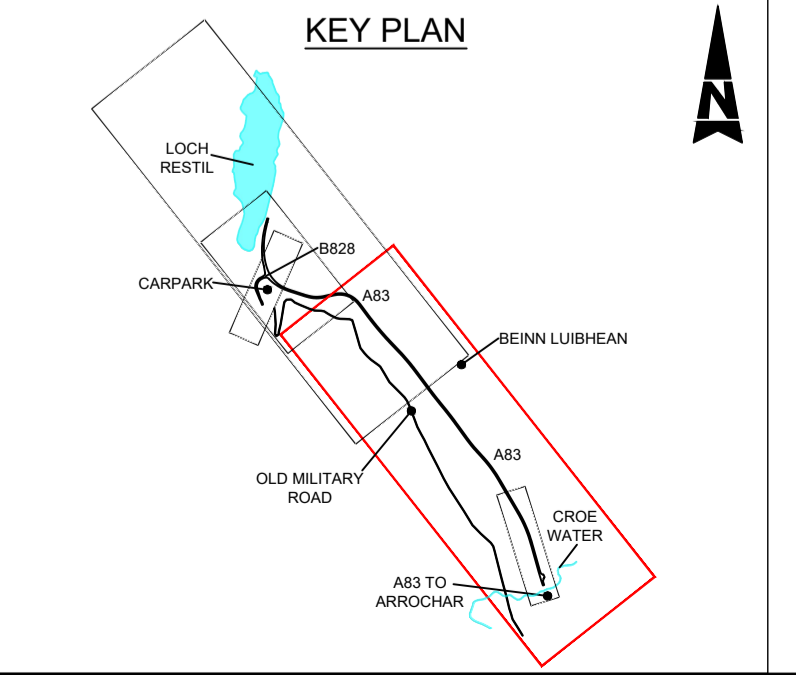 KEY PLAN
N
LOCH
RESTIL
B828
CARPARK
A83
BEINN LUIBHEAN
A83
OLD MILITARY
ROAD
CROE
WATER
A83 TO
ARROCHAR